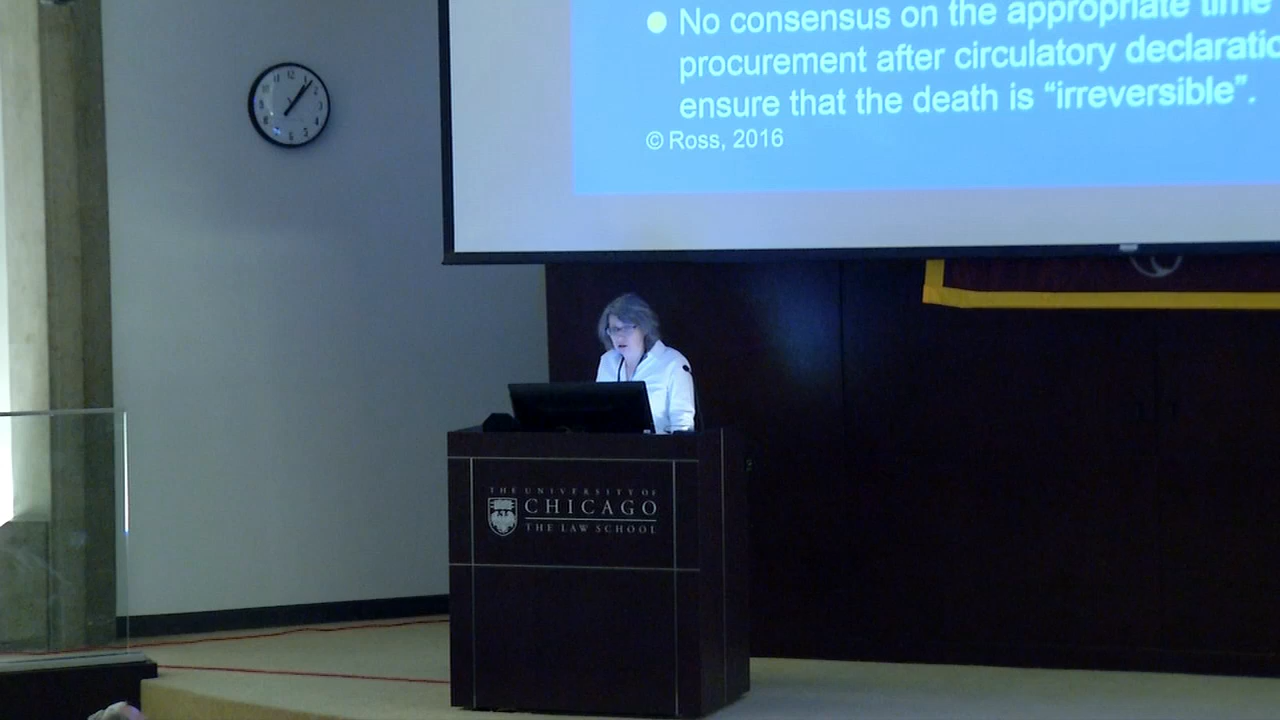 No consensus on the appropriate time
procurement after circulatory
ensure that the death is “irreversible”.
© Ross, 2016
THE UNIVERSITY OF
CHICAGO
THE LAW SCHOOL